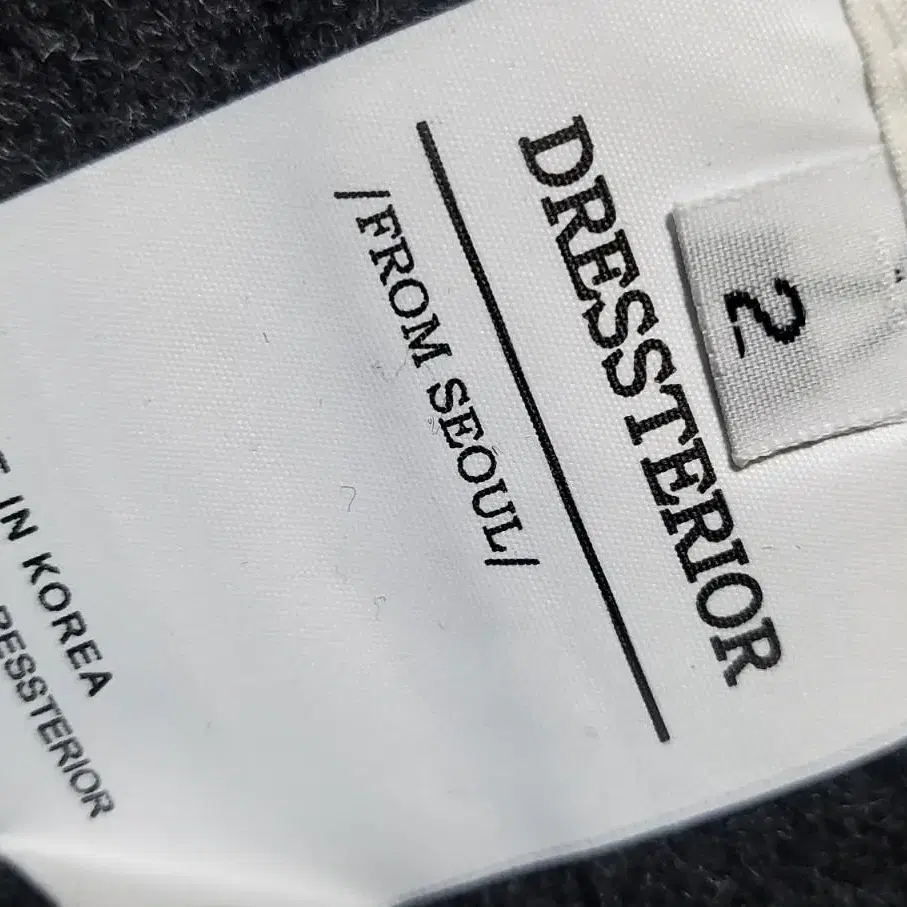 2
DRESSTERIOR
/FROM SEOUL/
IN KOREA